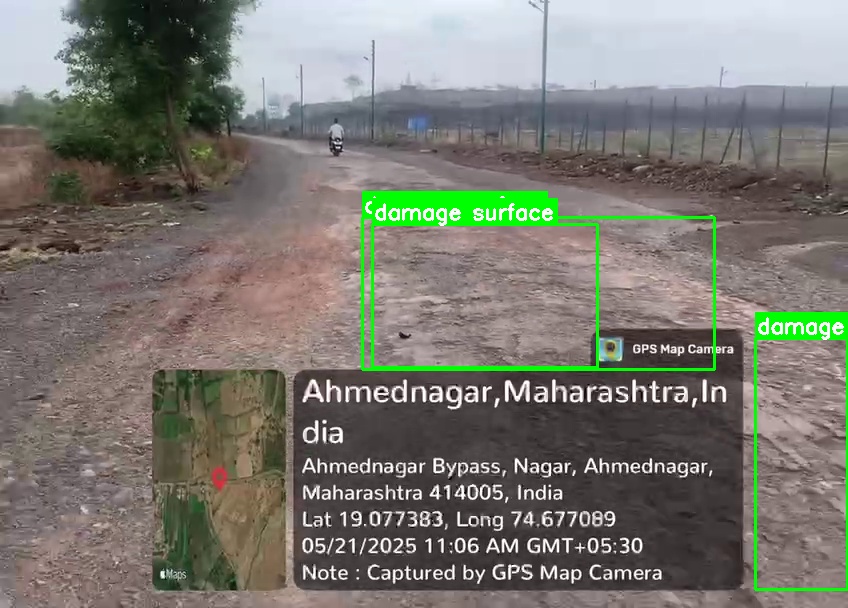 damage surface
damage
GPS Map Camera
Ahmednagar,Maharashtra,In
dia
Ahmednagar Bypass, Nagar, Ahmednagar,
Maharashtra 414005, India
Lat 19.077383, Long 74.677089
05/21/2025 11:06 AM GMT+05:30
Note : Captured by GPS Map Camera
Maps